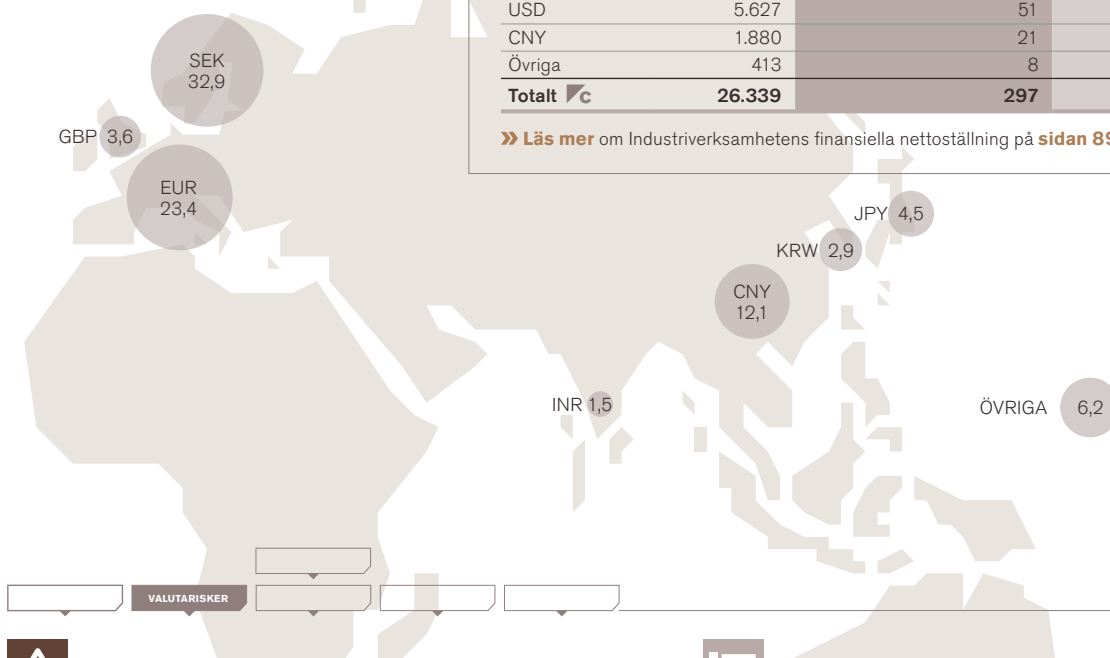 USD 5.627 51
CNY 1.880 21
Övriga 413 8
Totalt C 26.339 297
» Läs mer om Industriverksamhetens finansiella nettoställning på sidan 89
SEK
32,9
GBP 3,6
EUR
23,4
JPY 4,5
KRW 2,9
CNY
12,1
INR 1,5
ÖVRIGA 6,2
VALUTARISKER